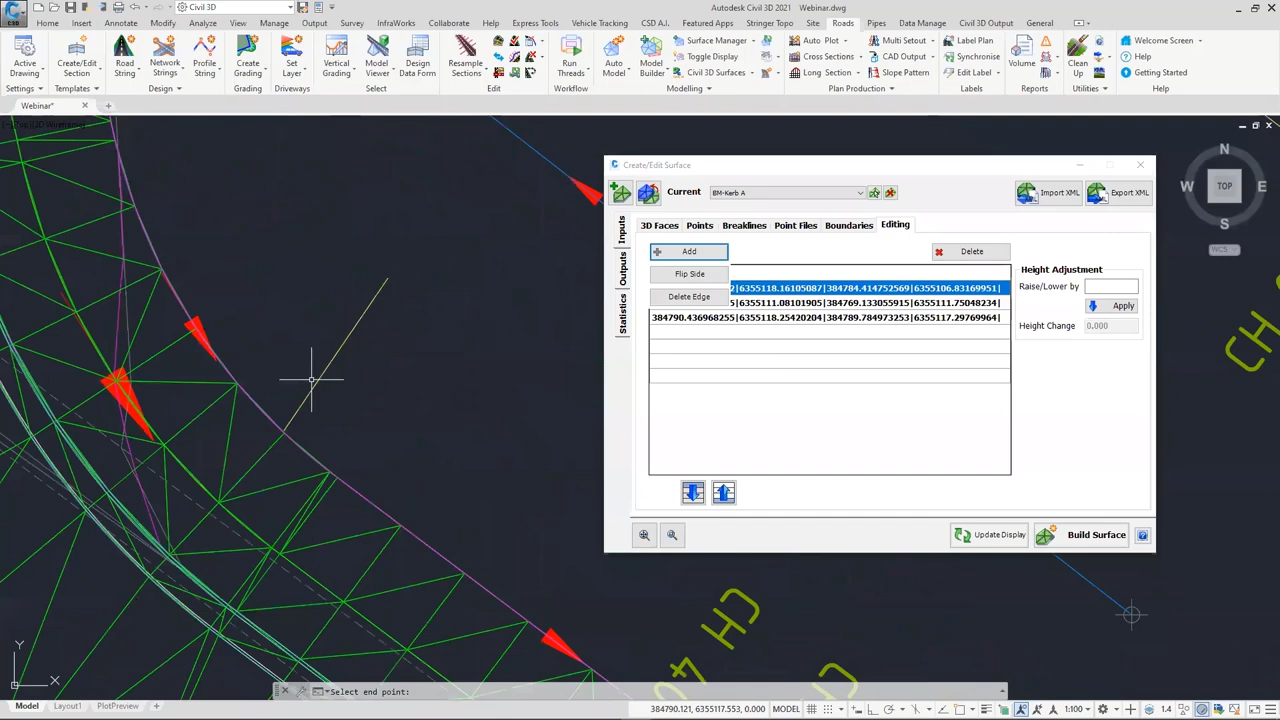 Civil 3D
Autodesk Civil 3D 2021 Webinar.dwg
C3D Home Insert Annotate Modify Analyze View Manage Output Survey InfraWorks Collaborate Help Express Tools Vehicle Tracking CSD A.I. Featured Apps Stringer Topo Site Roads Pipes Data Management Civil 3D Output General
Active Drawing
Create/Edit Section
Road String
Network Strings
Profile String
Create Grading
Set Layer
Vertical Grading
Model Viewer
Design Data Form
Resample Sections
Run Threads
Auto Model
Model Builder
Surface Manager
Toggle Display
Civil 3D Surfaces
Auto Plot
Cross Sections
Long Section
Multi Setout
CAD Output
Slope Pattern
Label Plan
Synchronise
Edit Label
Volume
Clean Up
Welcome Screen
Help
Getting Started
Settings Templates Design Driveways Select Edit Workflow Modelling Plan Production Labels Reports Utilities Help
Webinar*
Create/Edit Surface
Current BM-Kerb A Import XML Export XML
Inputs
Outputs
Statistics
3D Faces Points Breaklines Point Files Boundaries Editing
Add Delete
Flip Side
Delete Edge
2|6355118.16105087|384784.414752569|6355106.83169951|
5|6355111.08101905|384769.133055915|6355111.75048234|
384790.436968255|6355118.25420204|384789.784973253|6355117.29769964|
Height Adjustment
Raise/Lower by
Apply
Height Change 0.000
Update Display Build Surface
N
W TOP E
S
WCS
CH
CH 40
CH
Y
X
Select end point:
Model Layout1 PlotPreview
384790.121, 6355117.553, 0.000 MODEL 1:100 1.4